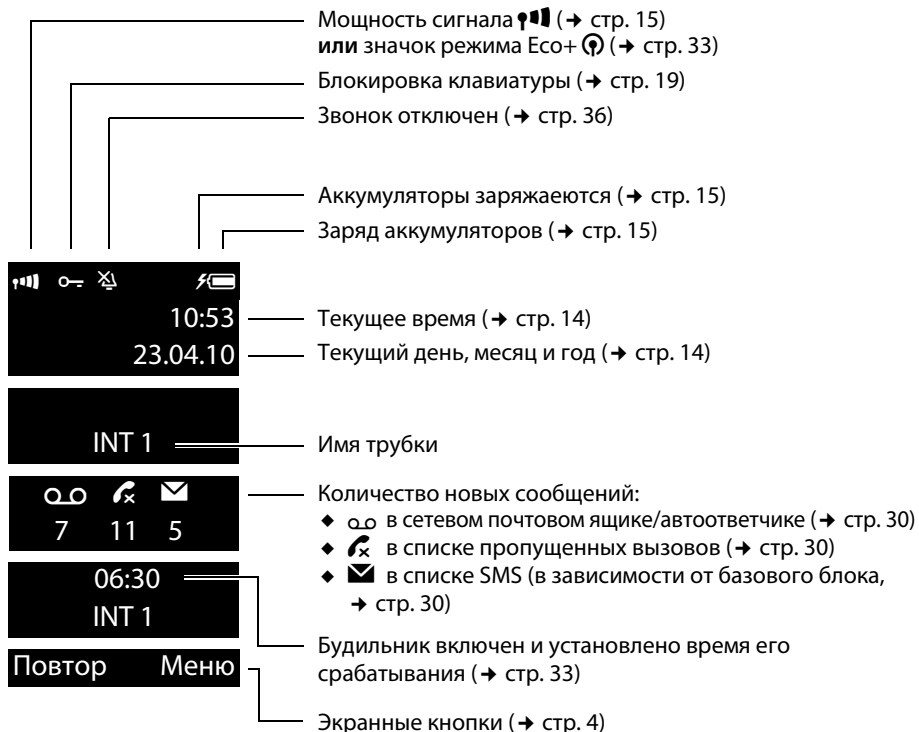 Мощность сигнала (➔ стр. 15)
или значок режима Eco+ (➔ стр. 33)
Блокировка клавиатуры (➔ стр. 19)
Звонок отключен (➔ стр. 36)
Аккумуляторы заряжаеются (➔ стр. 15)
Заряд аккумуляторов (➔ стр. 15)
10:53
Текущее время (➔ стр. 14)
23.04.10
Текущий день, месяц и год (➔ стр. 14)
INT 1
Имя трубки
7 11 5
Количество новых сообщений:
◆ в сетевом почтовом ящике/автоответчике (➔ стр. 30)
◆ в списке пропущенных вызовов (➔ стр. 30)
◆ в списке SMS (в зависимости от базового блока,
➔ стр. 30)
06:30
INT 1
Будильник включен и установлено время его
срабатывания (➔ стр. 33)
Повтор Меню
Экранные кнопки (➔ стр. 4)